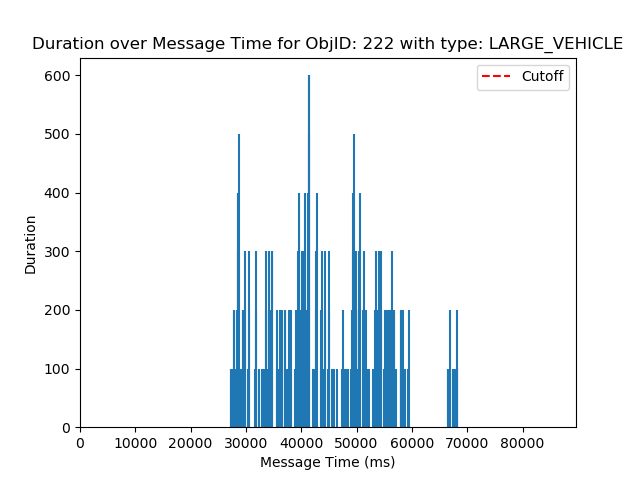 Duration over Message Time for ObjID: 222 with type: LARGE_VEHICLE
Cutoff
600
500
400
300
200
100
0
Duration
0 10000 20000 30000 40000 50000 60000 70000 80000
Message Time (ms)